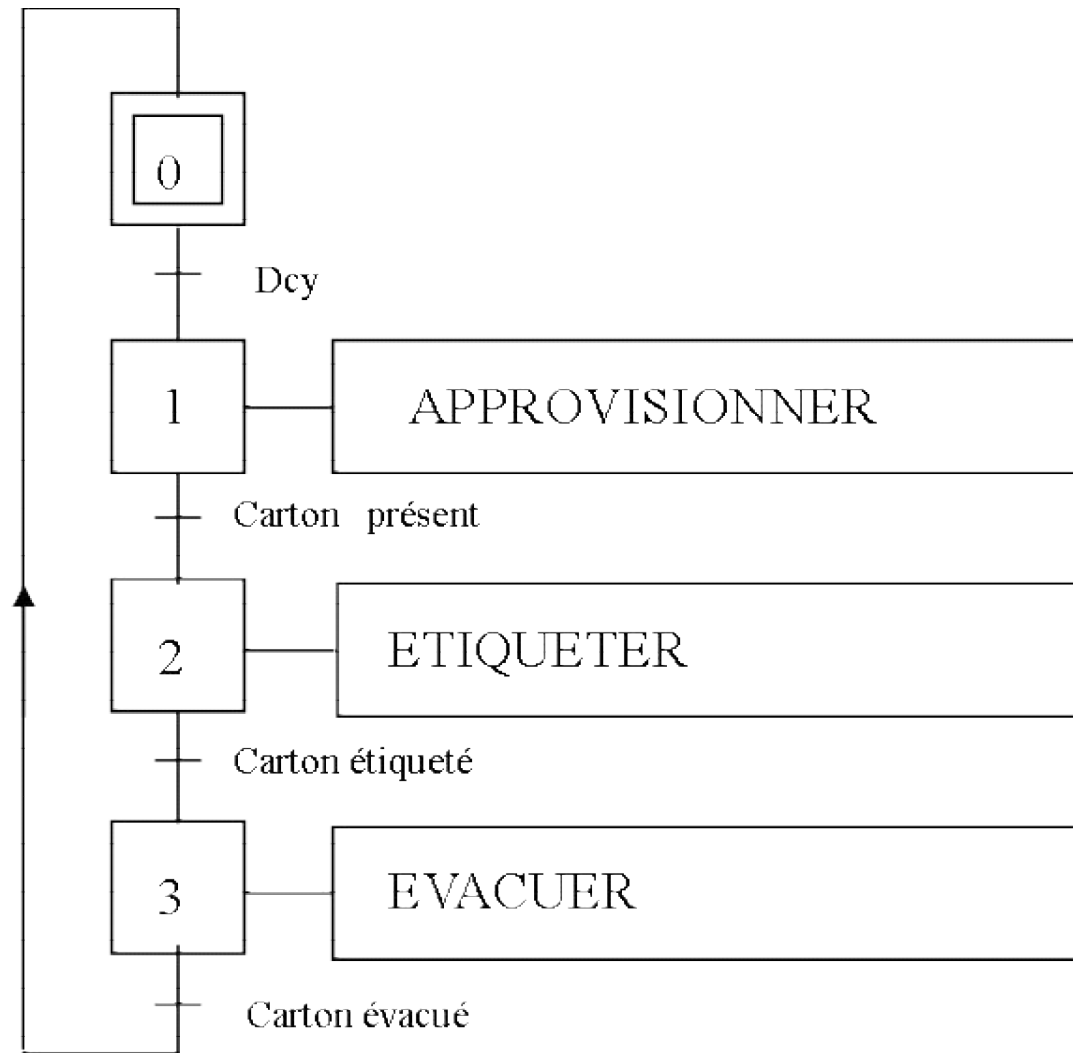 0
Dcy
1
APPROVISIONNER
Carton présent
2
ETIQUETER
Carton étiqueté
3
EVACUER
Carton évacué